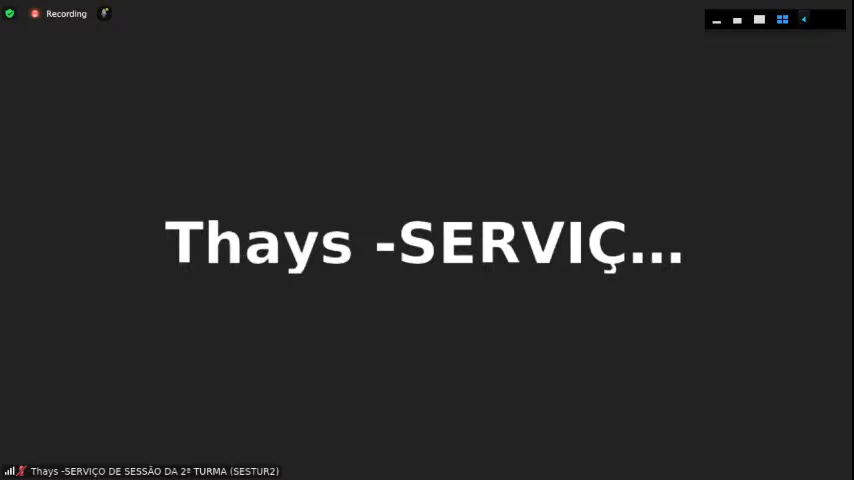 Recording
Thays -SERVIÇ...
Thays -SERVIÇO DE SESSÃO DA 2ª TURMA (SESTUR2)